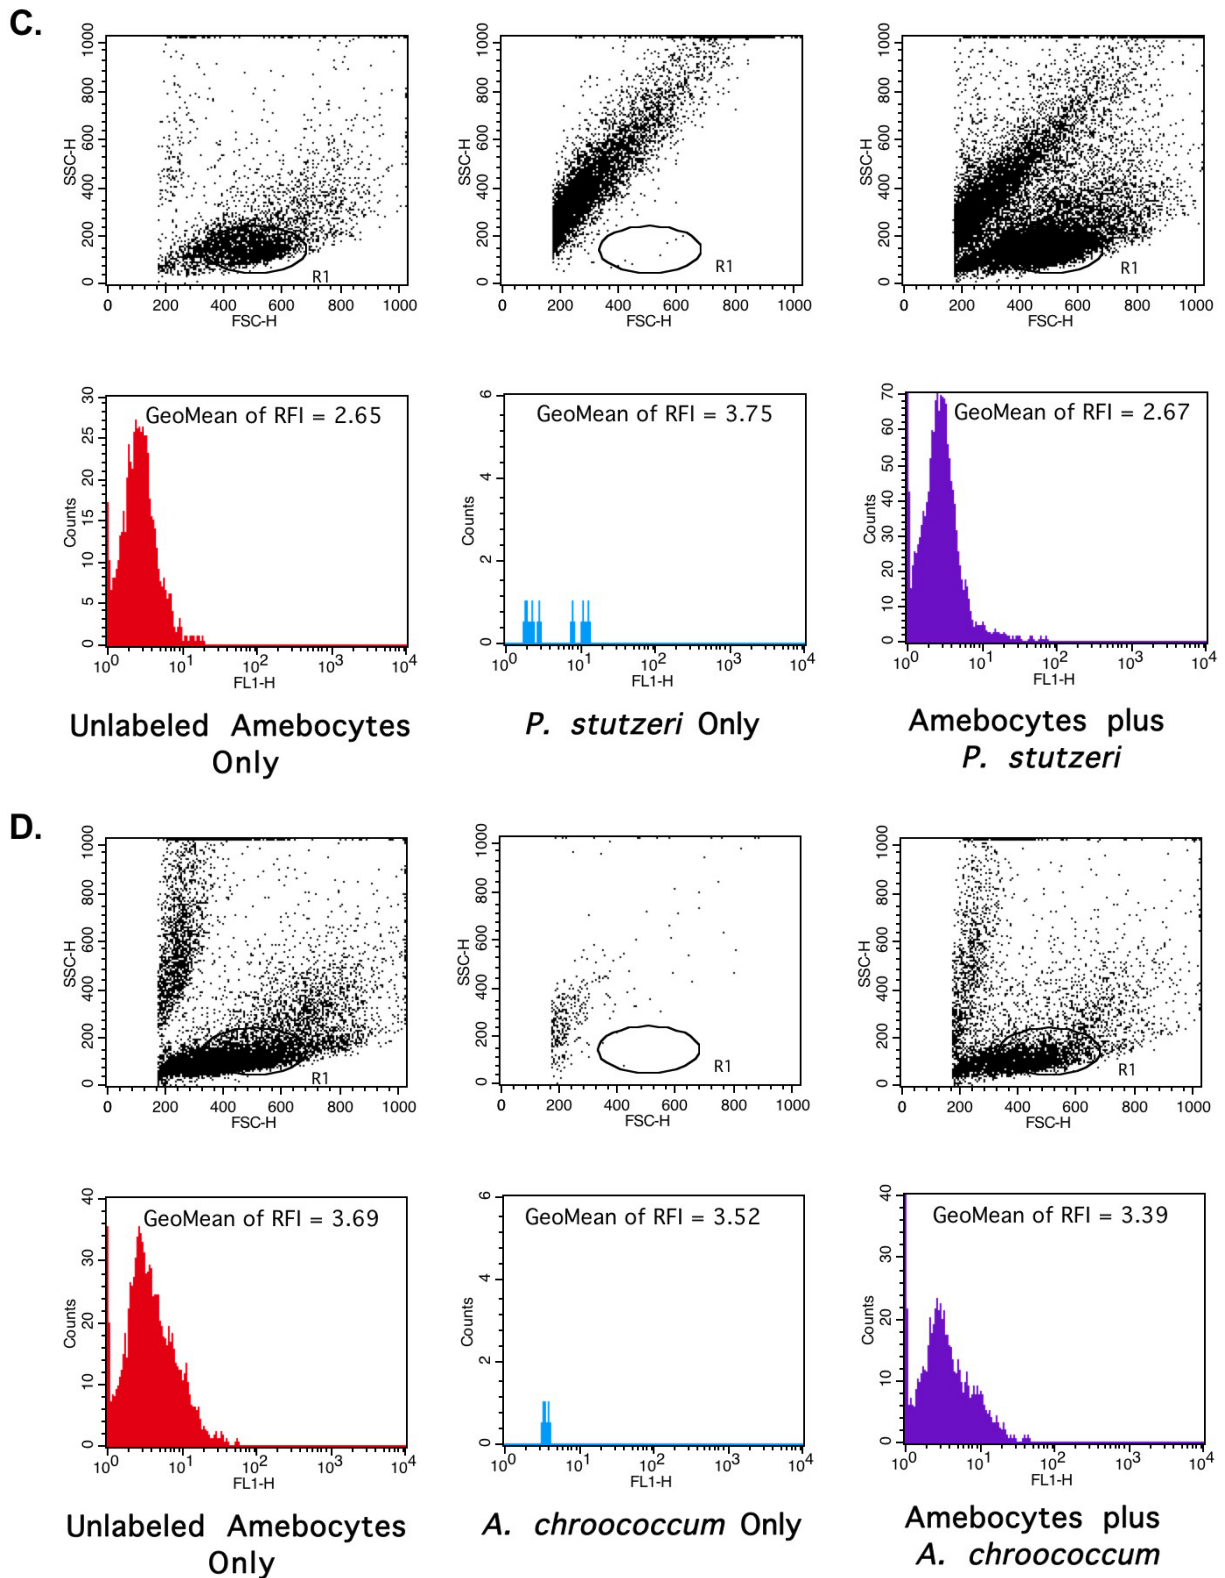 C.
1000 800 600 400 200 0 SSC-H
R1
0 200 400 600 800 1000
FSC-H
1000 800 600 400 200 0 SSC-H
R1
0 200 400 600 800 1000
FSC-H
1000 800 600 400 200 0 SSC-H
R1
0 200 400 600 800 1000
FSC-H
30 25 20 15 10 5 0 Counts
GeoMean of RFI = 2.65
10^0 10^1 10^2 10^3 10^4
FL1-H
Unlabeled Amebocytes
Only
6 4 2 0 Counts
GeoMean of RFI = 3.75
10^0 10^1 10^2 10^3 10^4
FL1-H
P. stutzeri Only
70 60 50 40 30 20 10 0 Counts
GeoMean of RFI = 2.67
10^0 10^1 10^2 10^3 10^4
FL1-H
Amebocytes plus
P. stutzeri
D.
1000 800 600 400 200 0 SSC-H
R1
0 200 400 600 800 1000
FSC-H
1000 800 600 400 200 0 SSC-H
R1
0 200 400 600 800 1000
FSC-H
1000 800 600 400 200 0 SSC-H
R1
0 200 400 600 800 1000
FSC-H
40 30 20 10 0 Counts
GeoMean of RFI = 3.69
10^0 10^1 10^2 10^3 10^4
FL1-H
Unlabeled Amebocytes
Only
6 4 2 0 Counts
GeoMean of RFI = 3.52
10^0 10^1 10^2 10^3 10^4
FL1-H
A. chroococcum Only
40 30 20 10 0 Counts
GeoMean of RFI = 3.39
10^0 10^1 10^2 10^3 10^4
FL1-H
Amebocytes plus
A. chroococcum